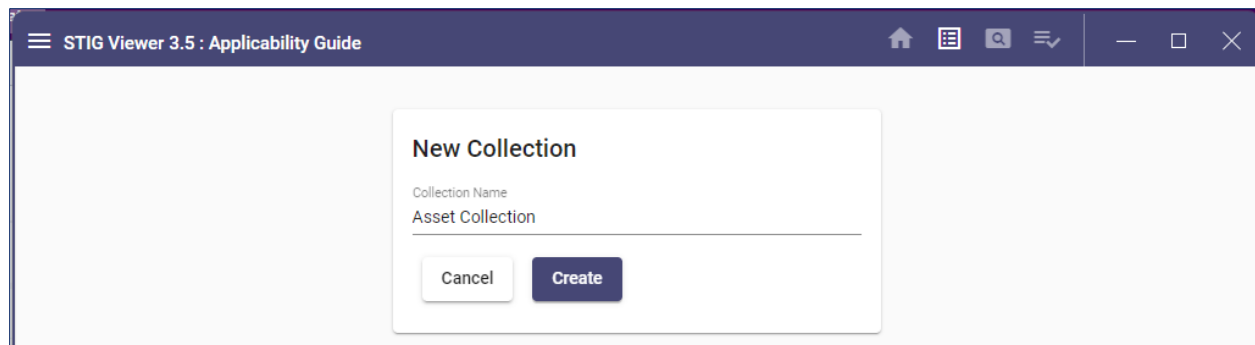 STIG Viewer 3.5 : Applicability Guide
New Collection
Collection Name
Asset Collection
Cancel
Create